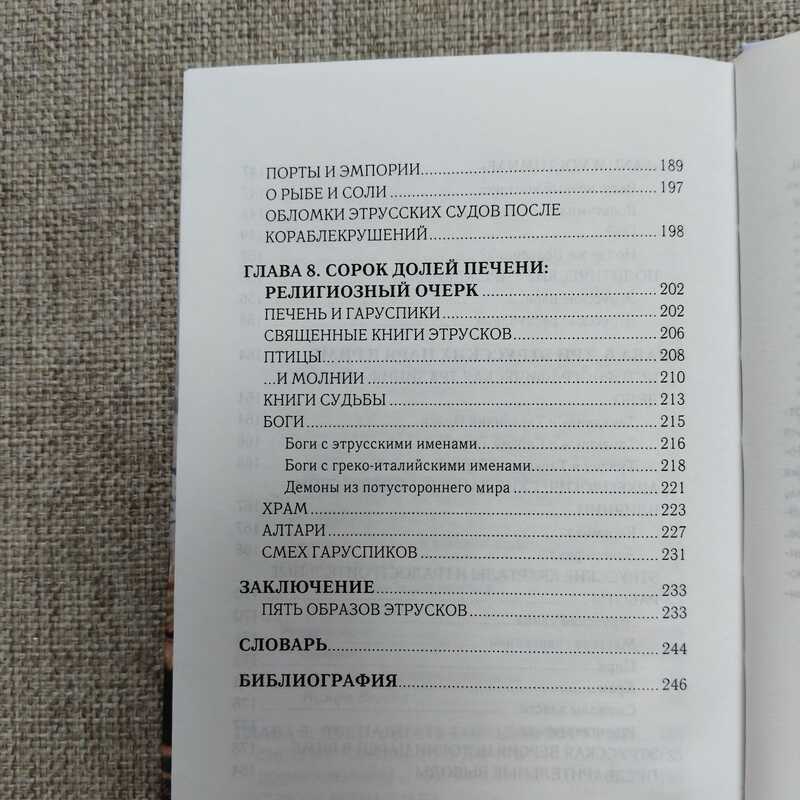 ПОРТЫ И ЭМПОРИИ........189
О РЫБЕ И СОЛИ........197
ОБЛОМКИ ЭТРУССКИХ СУДОВ ПОСЛЕ
КОРАБЛЕКРУШЕНИЙ........198
ГЛАВА 8. СОРОК ДОЛЕЙ ПЕЧЕНИ:
РЕЛИГИОЗНЫЙ ОЧЕРК........202
ПЕЧЕНЬ И ГАРУСПИКИ........202
СВЯЩЕННЫЕ КНИГИ ЭТРУСКОВ........206
ПТИЦЫ........208
...И МОЛНИИ........210
КНИГИ СУДЬБЫ........213
БОГИ........215
Боги с этрусскими именами........216
Боги с греко-италийскими именами........218
Демоны из потустороннего мира........221
ХРАМ........223
АЛТАРИ........227
СМЕХ ГАРУСПИКОВ........231
ЗАКЛЮЧЕНИЕ........233
ПЯТЬ ОБРАЗОВ ЭТРУСКОВ........233
СЛОВАРЬ........244
БИБЛИОГРАФИЯ........246